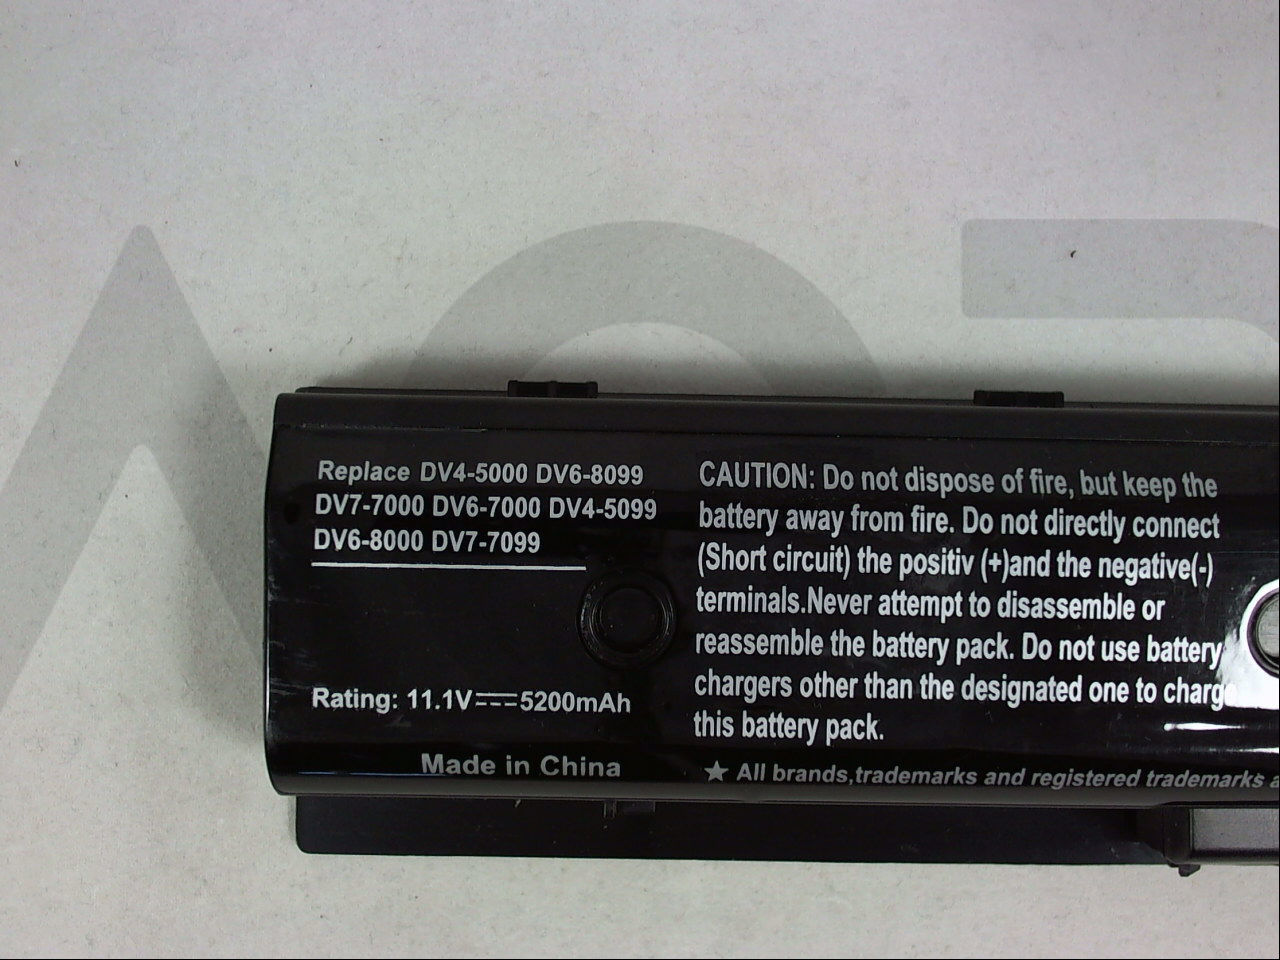 Replace DV4-5000 DV6-8099
DV7-7000 DV6-7000 DV4-5099
DV6-8000 DV7-7099
Rating: 11.1V⎓5200mAh
Made in China
CAUTION: Do not dispose of fire, but keep the
battery away from fire. Do not directly connect
(Short circuit) the positiv (+)and the negative(-)
terminals.Never attempt to disassemble or
reassemble the battery pack. Do not use battery
chargers other than the designated one to charge
this battery pack.
★ All brands,trademarks and registered trademarks